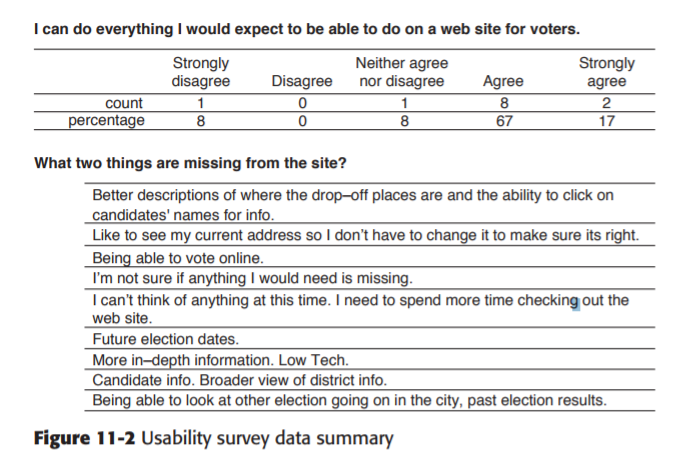 I can do everything I would expect to be able to do on a web site for voters.
Strongly disagree Disagree Neither agree nor disagree Agree Strongly agree
count 1 0 1 8 2
percentage 8 0 8 67 17
What two things are missing from the site?
Better descriptions of where the drop–off places are and the ability to click on
candidates' names for info.
Like to see my current address so I don't have to change it to make sure its right.
Being able to vote online.
I'm not sure if anything I would need is missing.
I can't think of anything at this time. I need to spend more time checking out the
web site.
Future election dates.
More in–depth information. Low Tech.
Candidate info. Broader view of district info.
Being able to look at other election going on in the city, past election results.
Figure 11-2 Usability survey data summary